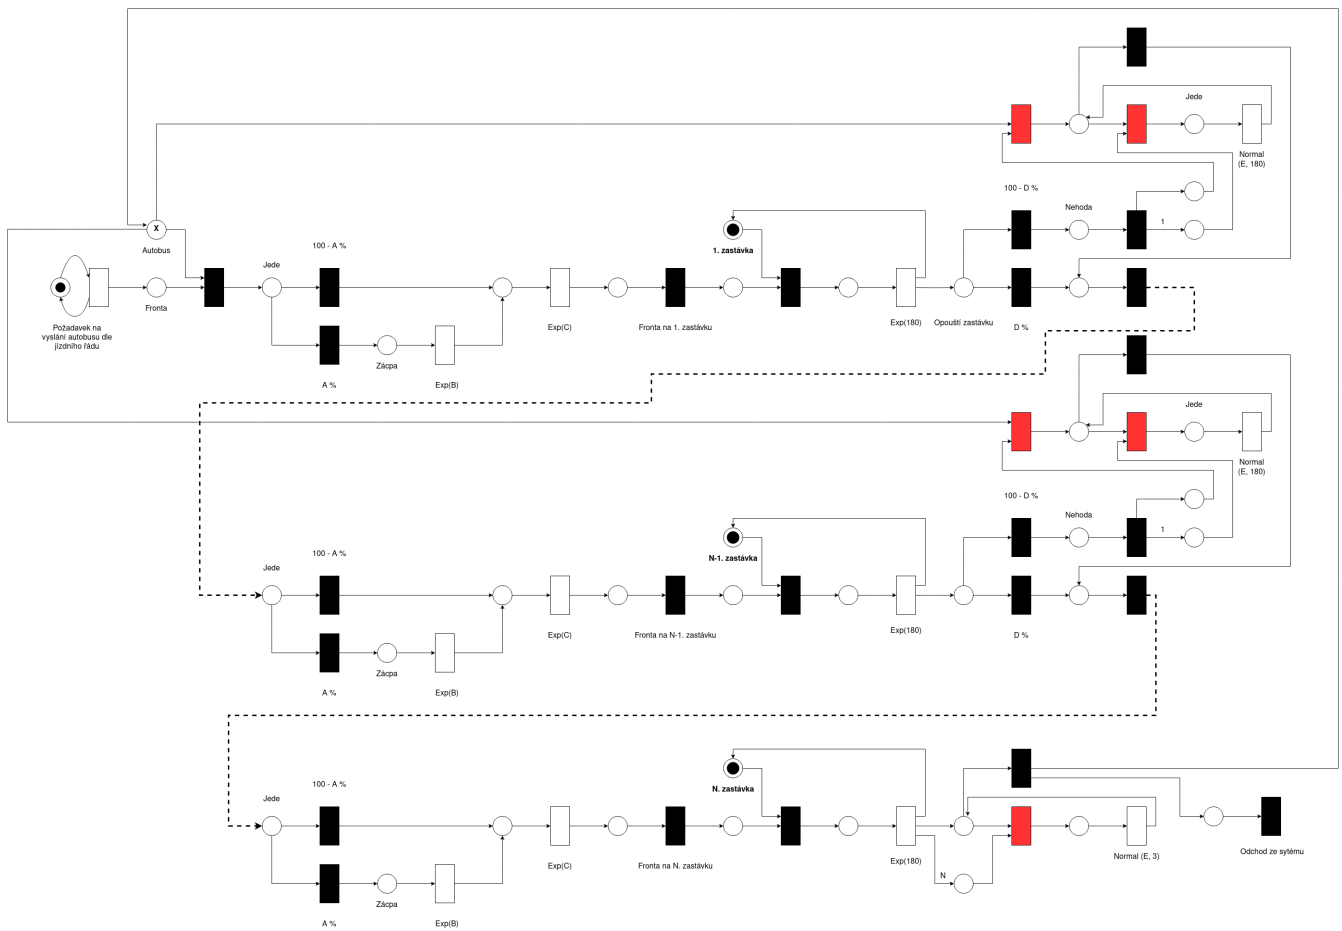 Jede
Normal
(E, 180)
100 - D %
Nehoda
1
X
Autobus
100 - A %
1. zastávka
Jede
Fronta
Požadavek na
vyslání autobusu dle
jízdního řádu
Exp(C)
Fronta na 1. zastávku
Exp(180)
Opouští zastávku
D %
Zácpa
A %
Exp(B)
Jede
Normal
(E, 180)
100 - D %
Nehoda
1
100 - A %
N-1. zastávka
Jede
Exp(C)
Fronta na N-1. zastávku
Exp(180)
D %
Zácpa
A %
Exp(B)
100 - A %
N. zastávka
Jede
Exp(C)
Fronta na N. zastávku
Exp(180)
Normal (E, 3)
Odchod ze sytému
N
Zácpa
A %
Exp(B)